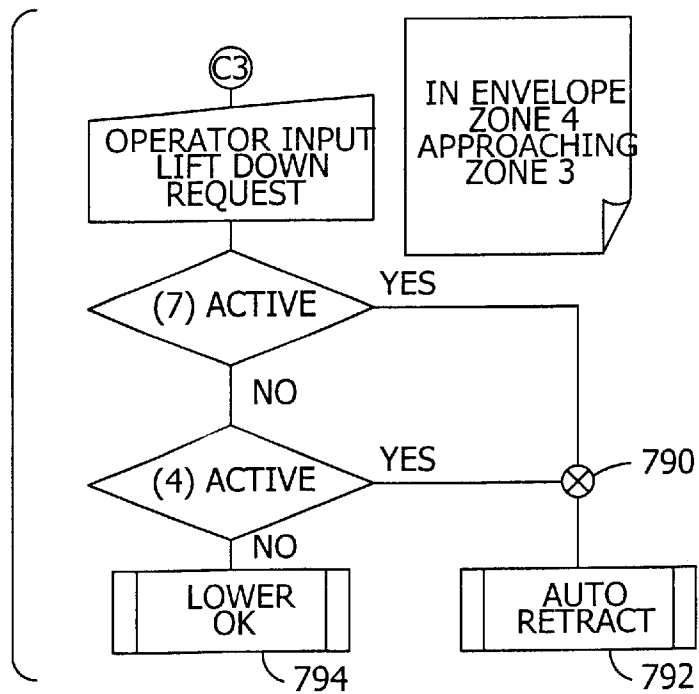 C3
OPERATOR INPUT
LIFT DOWN
REQUEST
IN ENVELOPE
ZONE 4
APPROACHING
ZONE 3
(7) ACTIVE
YES
NO
(4) ACTIVE
YES
790
NO
LOWER
OK
794
AUTO
RETRACT
792